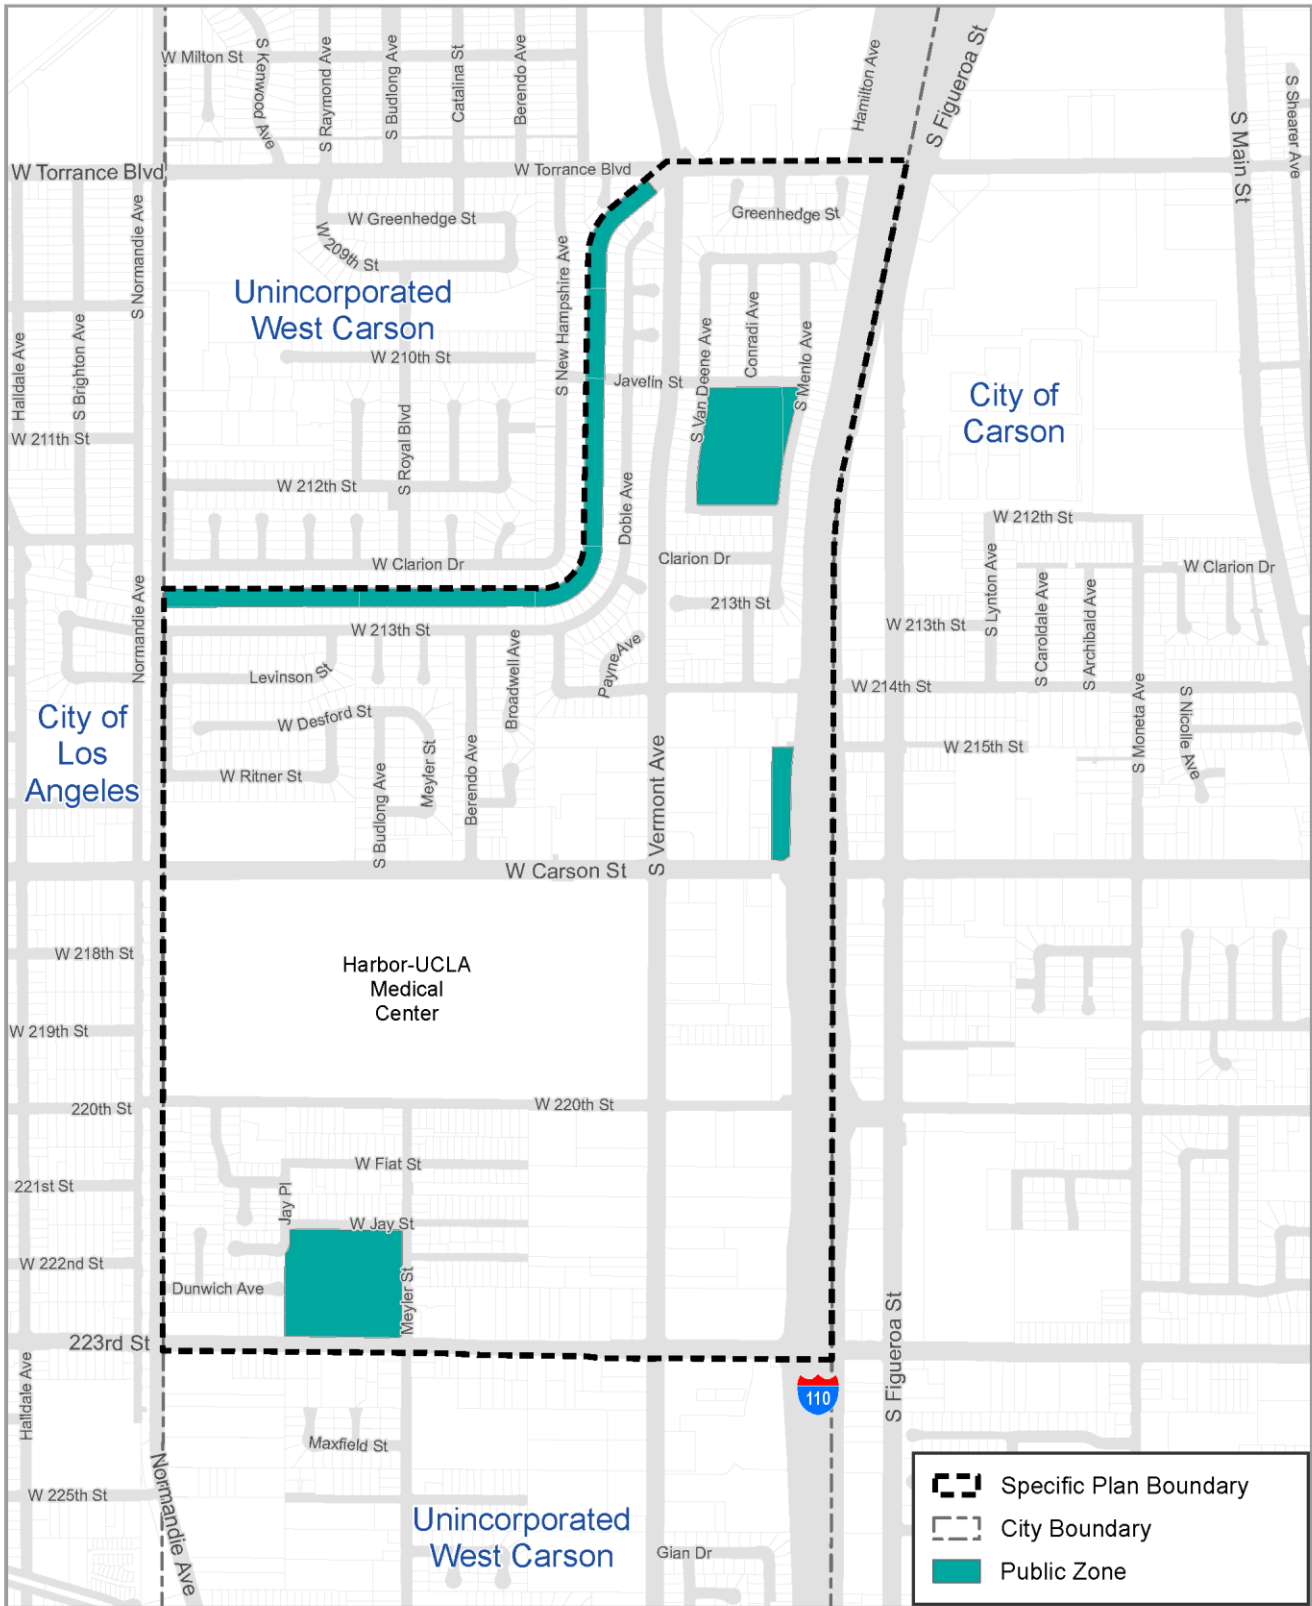 W Milton St
S Kenwood Ave
S Raymond Ave
S Budlong Ave
Catalina St
Berendo Ave
Hamilton Ave
S Figueroa St
S Main St
S Shearer Ave
W Torrance Blvd
W Torrance Blvd
S Normandie Ave
W Greenhedge St
W 209th St
Greenhedge St
S New Hampshire Ave
Unincorporated
West Carson
Halldale Ave
S Brighton Ave
W 210th St
Javelin St
S Van Deene Ave
Conradi Ave
S Menlo Ave
City of
Carson
W 211th St
S Royal Blvd
W 212th St
Doble Ave
W 212th St
W Clarion Dr
Clarion Dr
W Clarion Dr
Normandie Ave
213th St
S Lynton Ave
S Caroldale Ave
S Archibald Ave
W 213th St
W 213th St
Levinson St
Broadwell Ave
Payne Ave
W 214th St
S Moneta Ave
S Nicolle Ave
City of
Los
Angeles
W Desford St
W 215th St
W Ritner St
S Budlong Ave
Meyler St
Berendo Ave
S Vermont Ave
W Carson St
W 218th St
Harbor-UCLA
Medical
Center
W 219th St
220th St
W 220th St
W Fiat St
221st St
Jay Pl
W Jay St
W 222nd St
Dunwich Ave
Meyler St
223rd St
S Figueroa St
Halldale Ave
110
Maxfield St
Normandie Ave
W 225th St
Unincorporated
West Carson
Gian Dr
Specific Plan Boundary
City Boundary
Public Zone